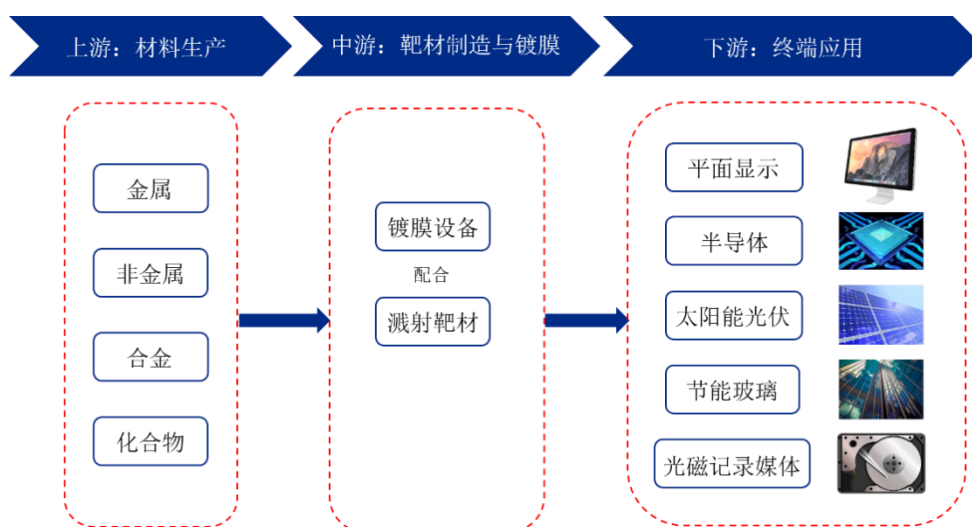 上游：材料生产
中游：靶材制造与镀膜
下游：终端应用
金属
非金属
合金
化合物
镀膜设备
配合
溅射靶材
平面显示
半导体
太阳能光伏
节能玻璃
光磁记录媒体